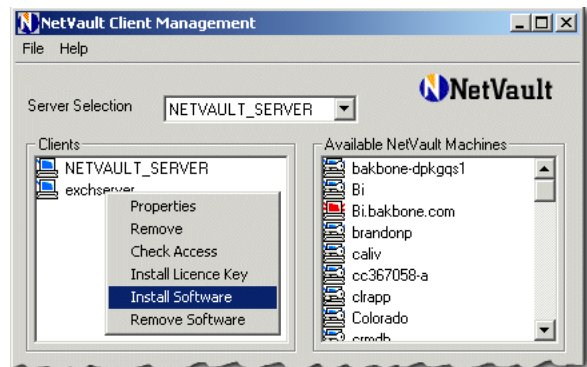 NetVault Client Management
File Help
NetVault
Server Selection NETVAULT_SERVER
Clients
NETVAULT_SERVER
exchserver
Properties
Remove
Check Access
Install Licence Key
Install Software
Remove Software
Available NetVault Machines
bakbone-dpkgqs1
Bi
Bi.bakbone.com
brandonp
caliv
cc367058-a
clrapp
Colorado
crmdb